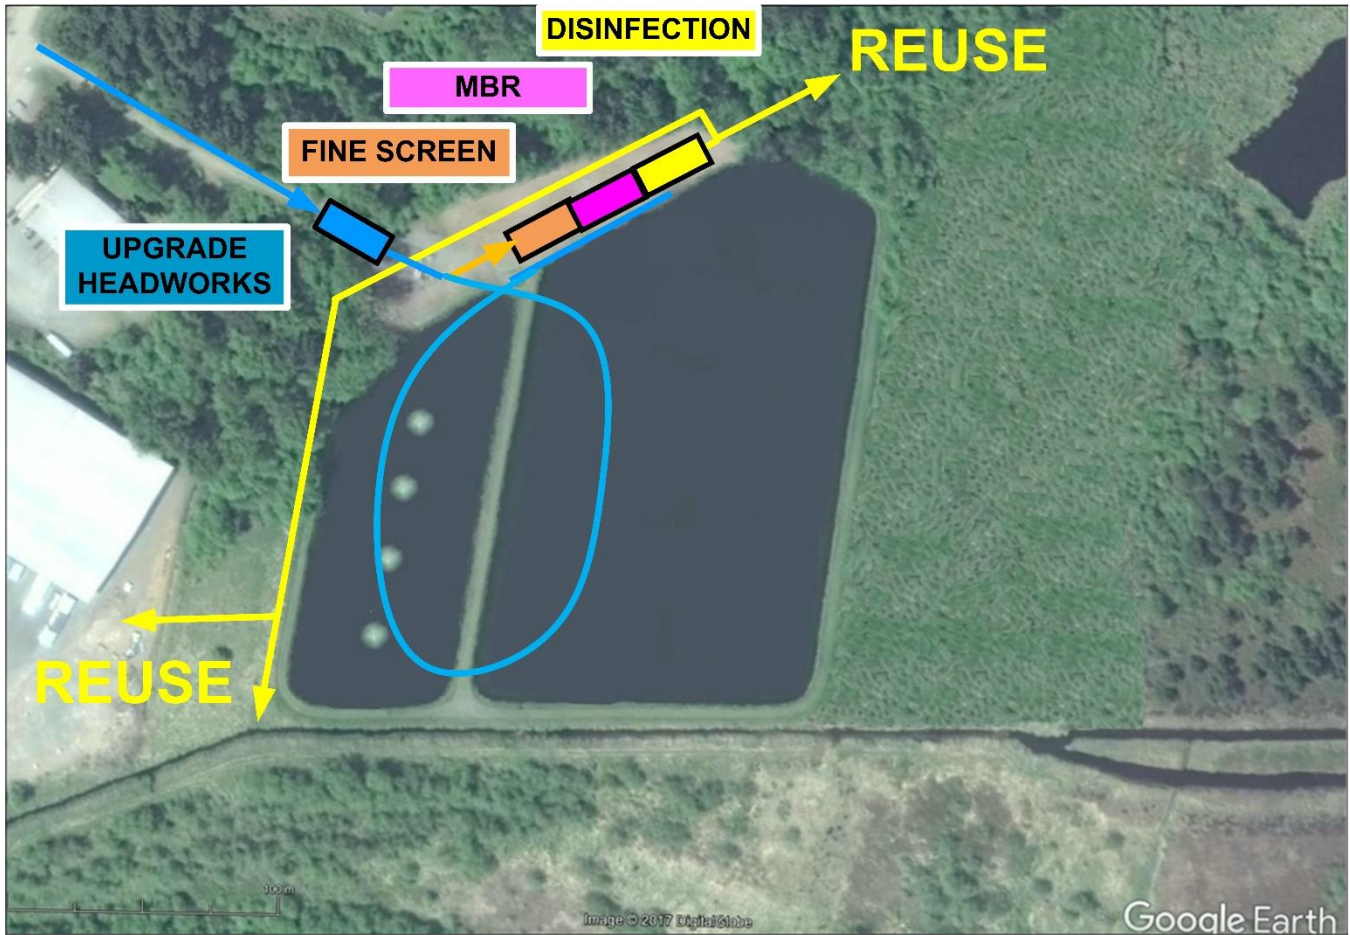 DISINFECTION
REUSE
MBR
FINE SCREEN
UPGRADE
HEADWORKS
REUSE
100 m
Image © 2017 DigitalGlobe
Google Earth